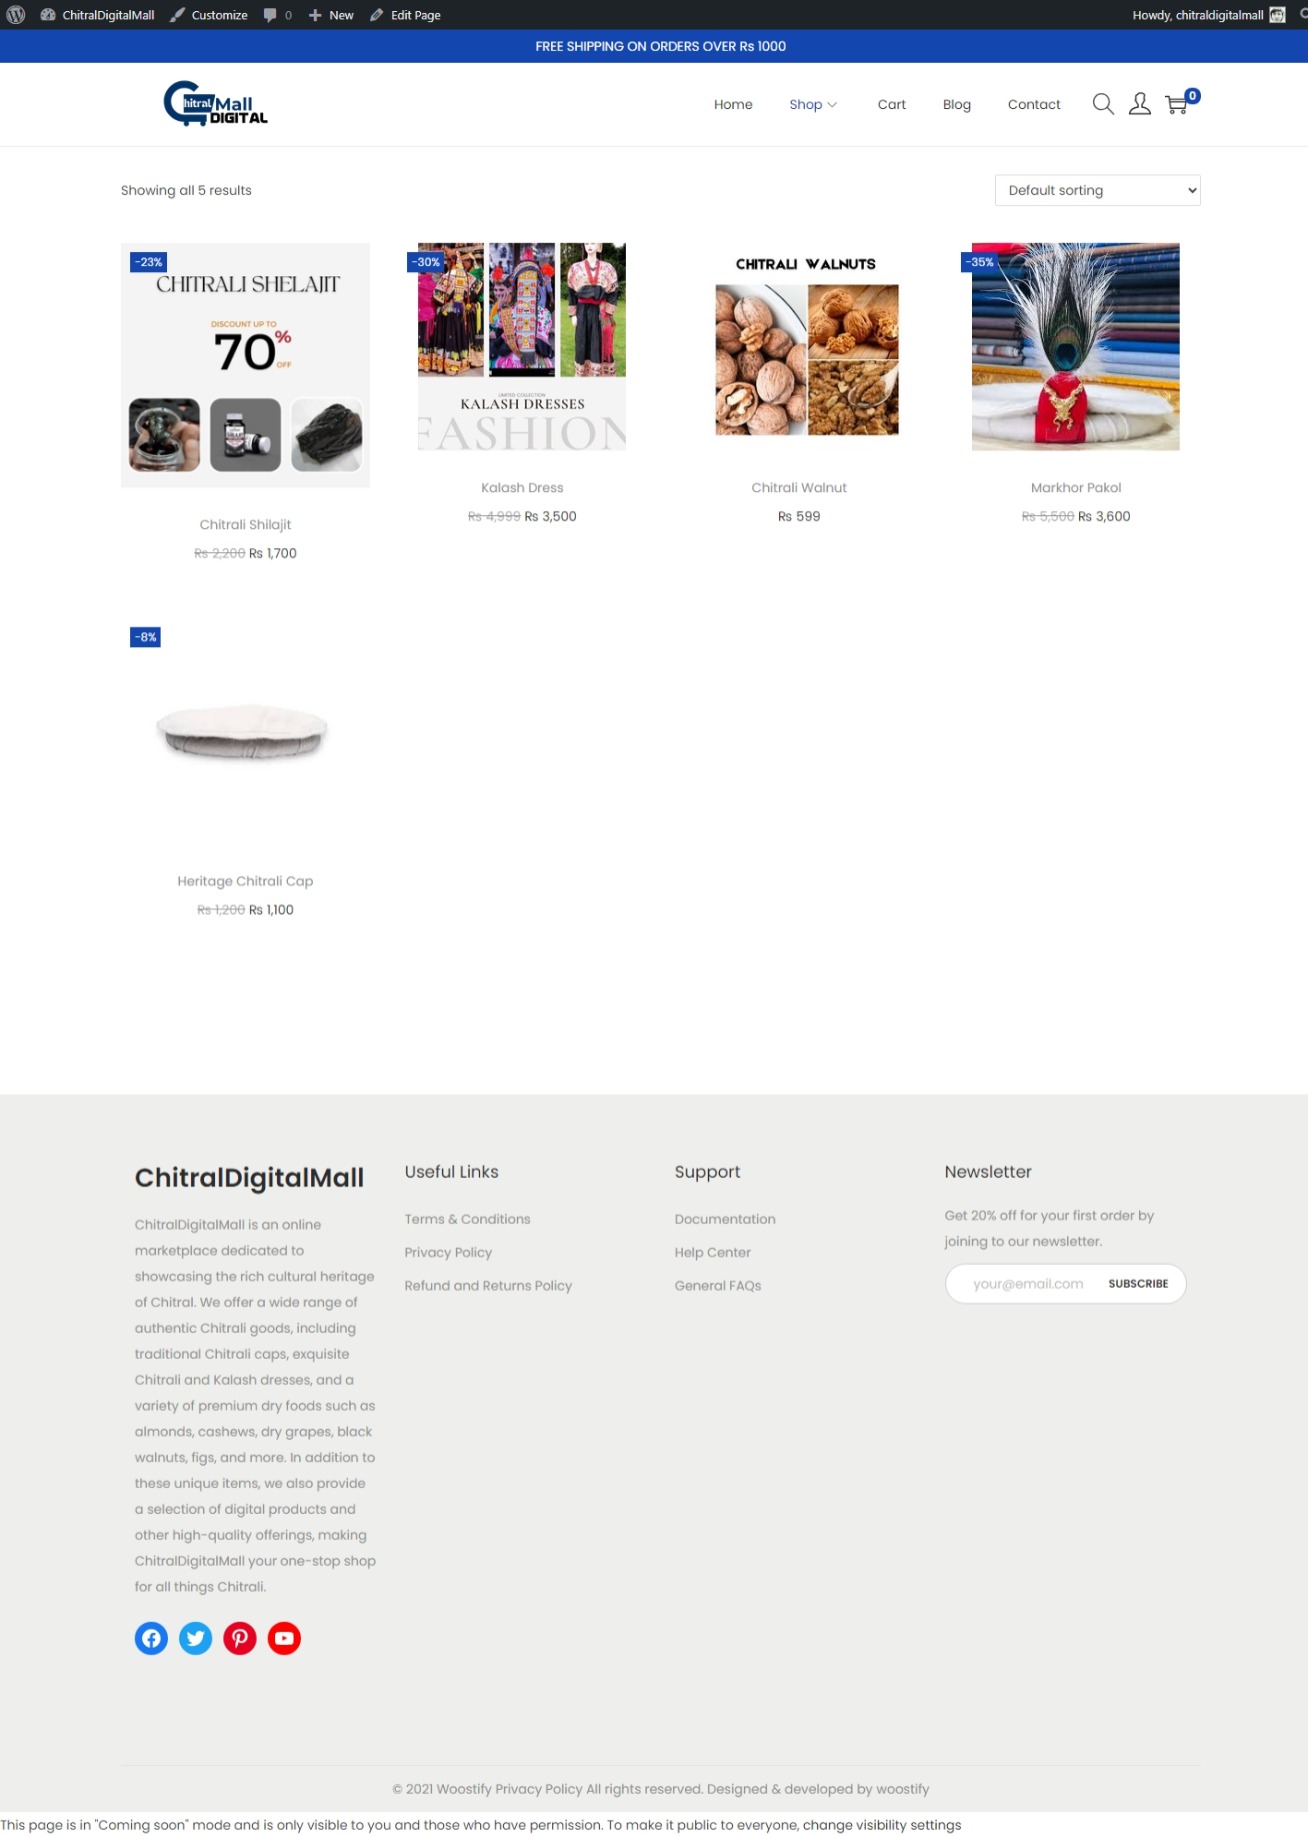 ChitralDigitalMall Customize 0 New Edit Page Howdy, chitraldigitalmall
FREE SHIPPING ON ORDERS OVER Rs 1000
Chitral Mall
DIGITAL
Home Shop Cart Blog Contact 0
Showing all 5 results Default sorting
-23%
CHITRALI SHELAJIT
DISCOUNT UP TO
70%
OFF
Chitrali Shilajit
Rs 2,200 Rs 1,700
-30%
LIMITED COLLECTION
KALASH DRESSES
FASHION
Kalash Dress
Rs 4,999 Rs 3,500
CHITRALI WALNUTS
Chitrali Walnut
Rs 599
-35%
Markhor Pakol
Rs 5,500 Rs 3,600
-8%
Heritage Chitrali Cap
Rs 1,200 Rs 1,100
ChitralDigitalMall
ChitralDigitalMall is an online
marketplace dedicated to
showcasing the rich cultural heritage
of Chitral. We offer a wide range of
authentic Chitrali goods, including
traditional Chitrali caps, exquisite
Chitrali and Kalash dresses, and a
variety of premium dry foods such as
almonds, cashews, dry grapes, black
walnuts, figs, and more. In addition to
these unique items, we also provide
a selection of digital products and
other high-quality offerings, making
ChitralDigitalMall your one-stop shop
for all things Chitrali.
Useful Links
Terms & Conditions
Privacy Policy
Refund and Returns Policy
Support
Documentation
Help Center
General FAQs
Newsletter
Get 20% off for your first order by
joining to our newsletter.
your@email.com SUBSCRIBE
© 2021 Woostify Privacy Policy All rights reserved. Designed & developed by woostify
This page is in "Coming soon" mode and is only visible to you and those who have permission. To make it public to everyone, change visibility settings